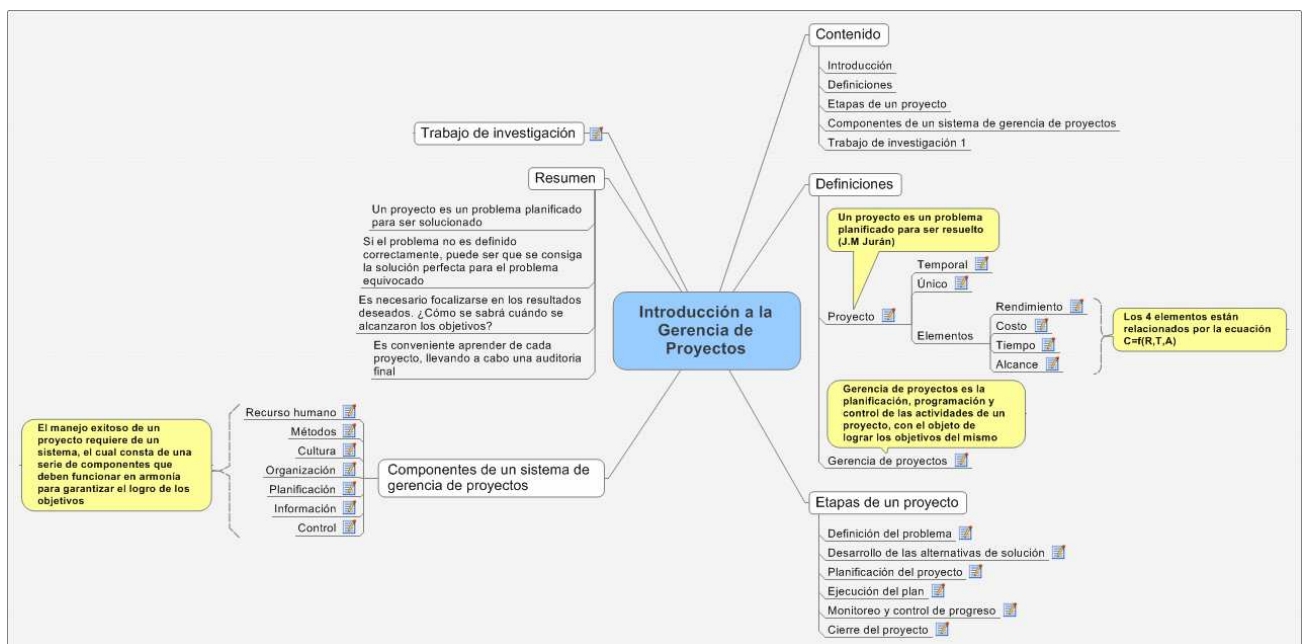 Contenido
Introducción
Definiciones
Etapas de un proyecto
Componentes de un sistema de gerencia de proyectos
Trabajo de investigación 1
Trabajo de investigación
Resumen
Un proyecto es un problema planificado
para ser solucionado
Si el problema no es definido
correctamente, puede ser que se consiga
la solución perfecta para el problema
equivocado
Es necesario focalizarse en los resultados
deseados. ¿Cómo se sabrá cuándo se
alcanzaron los objetivos?
Es conveniente aprender de cada
proyecto, llevando a cabo una auditoria
final
Introducción a la
Gerencia de
Proyectos
Definiciones
Un proyecto es un problema
planificado para ser resuelto
(J.M Jurán)
Proyecto
Temporal
Único
Elementos
Rendimiento
Costo
Tiempo
Alcance
Los 4 elementos están
relacionados por la ecuación
C=f(R,T,A)
Gerencia de proyectos es la
planificación, programación y
control de las actividades de un
proyecto, con el objeto de
lograr los objetivos del mismo
Gerencia de proyectos
Componentes de un sistema de
gerencia de proyectos
Recurso humano
Métodos
Cultura
Organización
Planificación
Información
Control
El manejo exitoso de un
proyecto requiere de un
sistema, el cual consta de una
serie de componentes que
deben funcionar en armonía
para garantizar el logro de los
objetivos
Etapas de un proyecto
Definición del problema
Desarrollo de las alternativas de solución
Planificación del proyecto
Ejecución del plan
Monitoreo y control de progreso
Cierre del proyecto